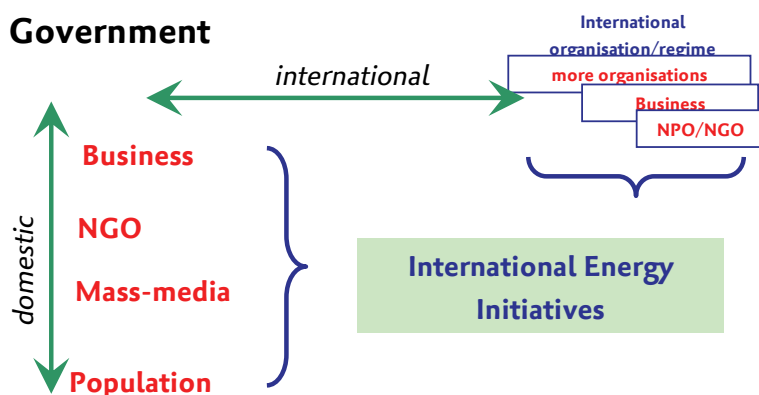 Government
International
organisation/regime
more organisations
Business
NPO/NGO
international
domestic
Business
NGO
Mass-media
Population
International Energy
Initiatives